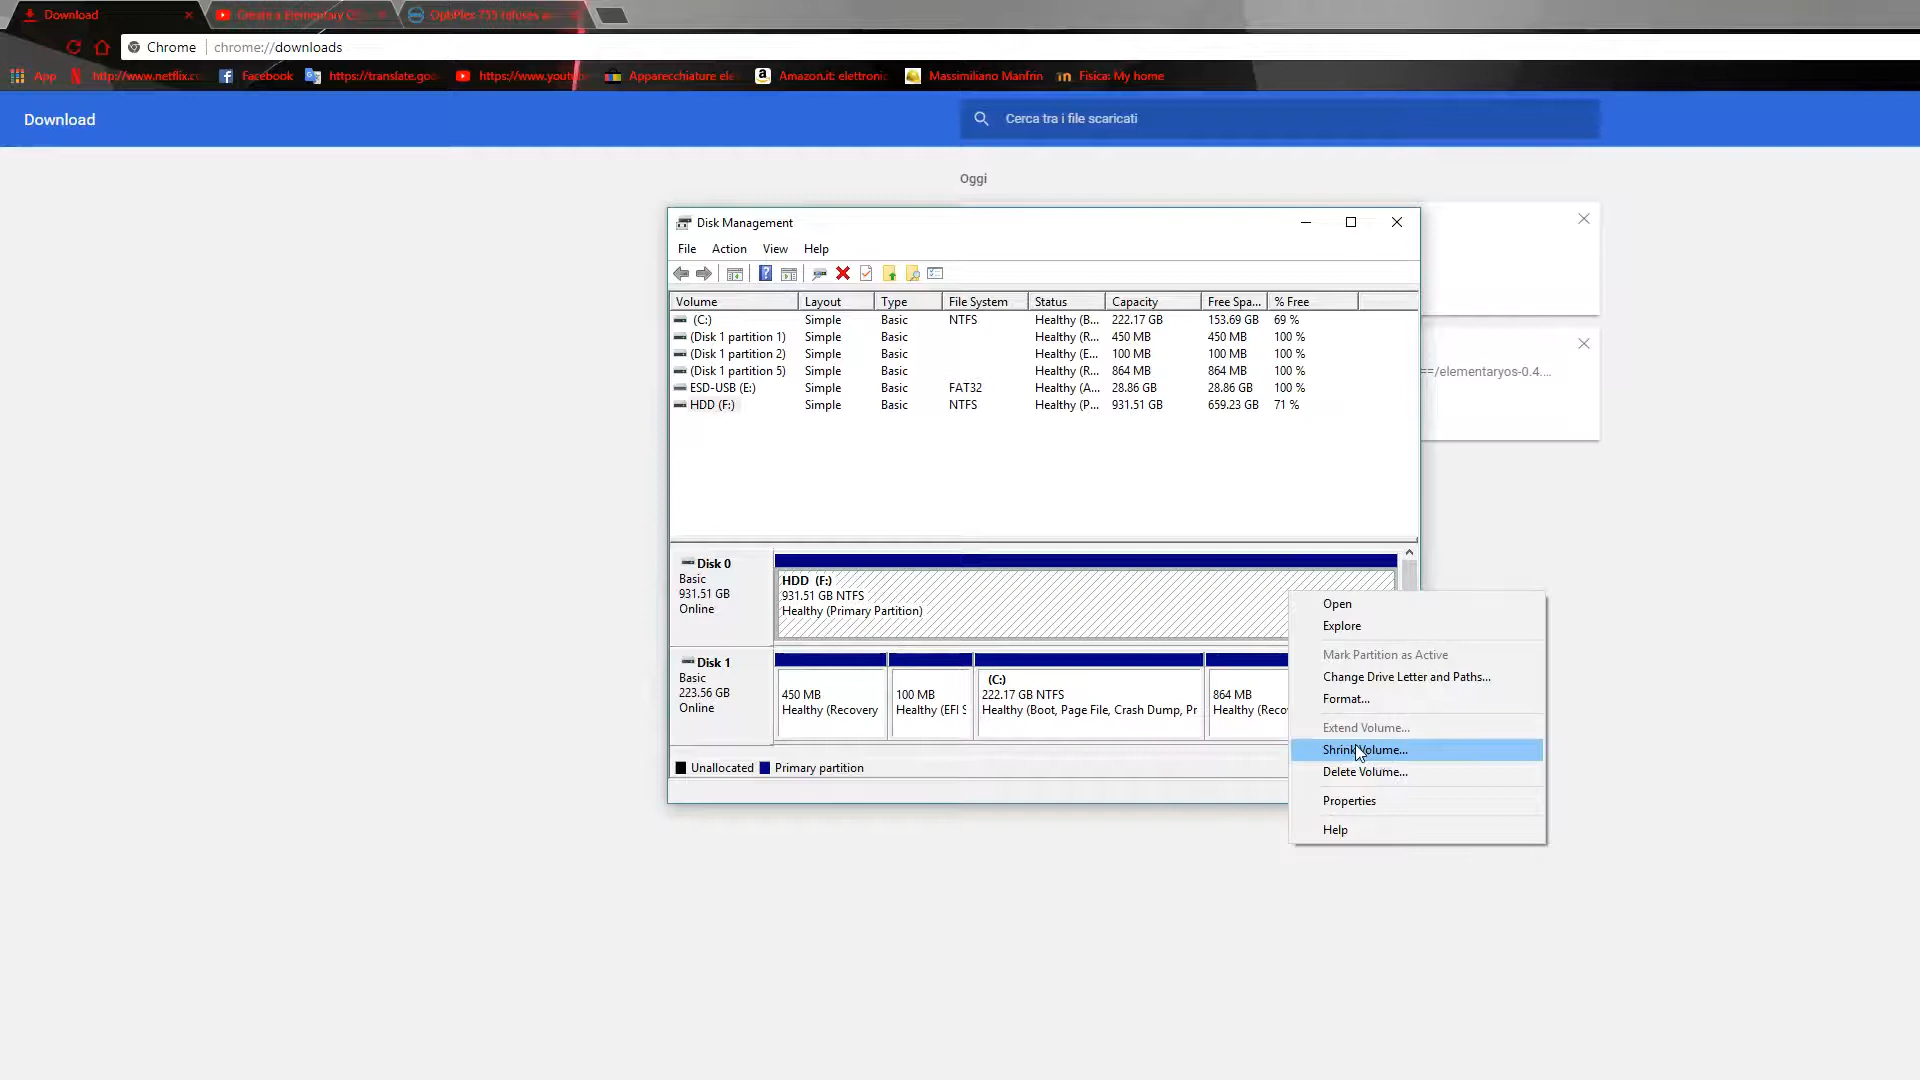 Download
Create a Elementary O
OptiPlex 755 refuses
Chrome chrome://downloads
App
http://www.netflix.c
Facebook
https://translate.goo
https://www.youtu
Apparecchiature ele
Amazon.it: elettronic
Massimiliano Manfrin
Fisica: My home
Download
Cerca tra i file scaricati
Oggi
Disk Management
File Action View Help
Volume Layout Type File System Status Capacity Free Spa... % Free
(C:) Simple Basic NTFS Healthy (B... 222.17 GB 153.69 GB 69 %
(Disk 1 partition 1) Simple Basic Healthy (R... 450 MB 450 MB 100 %
(Disk 1 partition 2) Simple Basic Healthy (E... 100 MB 100 MB 100 %
(Disk 1 partition 5) Simple Basic Healthy (R... 864 MB 864 MB 100 %
ESD-USB (E:) Simple Basic FAT32 Healthy (A... 28.86 GB 28.86 GB 100 %
HDD (F:) Simple Basic NTFS Healthy (P... 931.51 GB 659.23 GB 71 %
==/elementaryos-0.4....
Disk 0
Basic
931.51 GB
Online
HDD (F:)
931.51 GB NTFS
Healthy (Primary Partition)
Disk 1
Basic
223.56 GB
Online
450 MB
Healthy (Recovery
100 MB
Healthy (EFI S
(C:)
222.17 GB NTFS
Healthy (Boot, Page File, Crash Dump, Pr
864 MB
Healthy (Reco
Unallocated Primary partition
Open
Explore
Mark Partition as Active
Change Drive Letter and Paths...
Format...
Extend Volume...
Shrink Volume...
Delete Volume...
Properties
Help